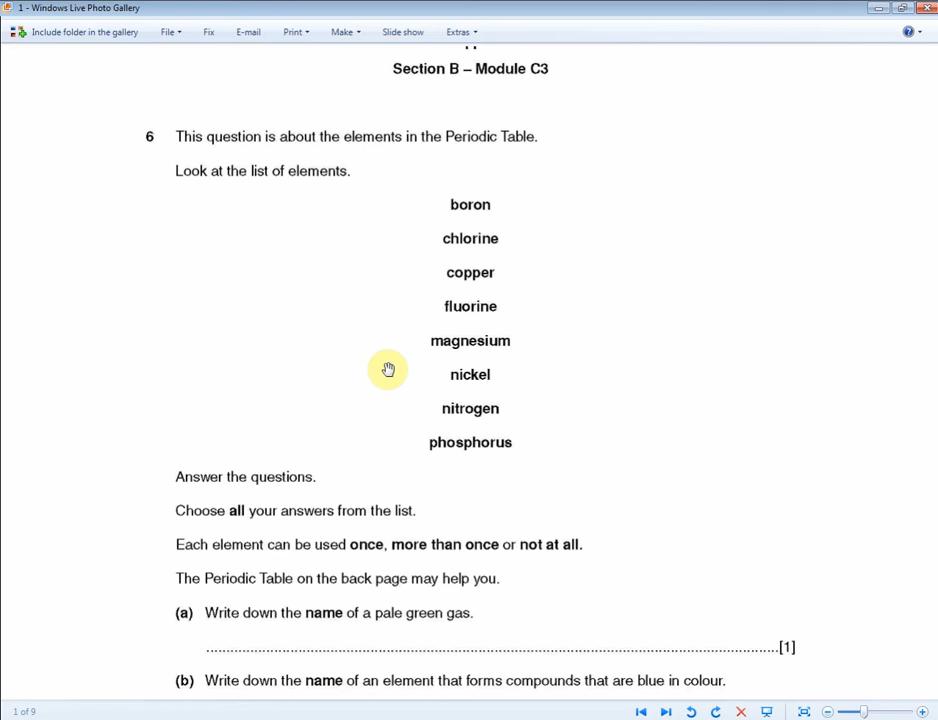 1 - Windows Live Photo Gallery
Include folder in the gallery File Fix E-mail Print Make Slide show Extras
Section B – Module C3
6 This question is about the elements in the Periodic Table.
Look at the list of elements.
boron
chlorine
copper
fluorine
magnesium
nickel
nitrogen
phosphorus
Answer the questions.
Choose all your answers from the list.
Each element can be used once, more than once or not at all.
The Periodic Table on the back page may help you.
(a) Write down the name of a pale green gas.
[1]
(b) Write down the name of an element that forms compounds that are blue in colour.
1 of 9